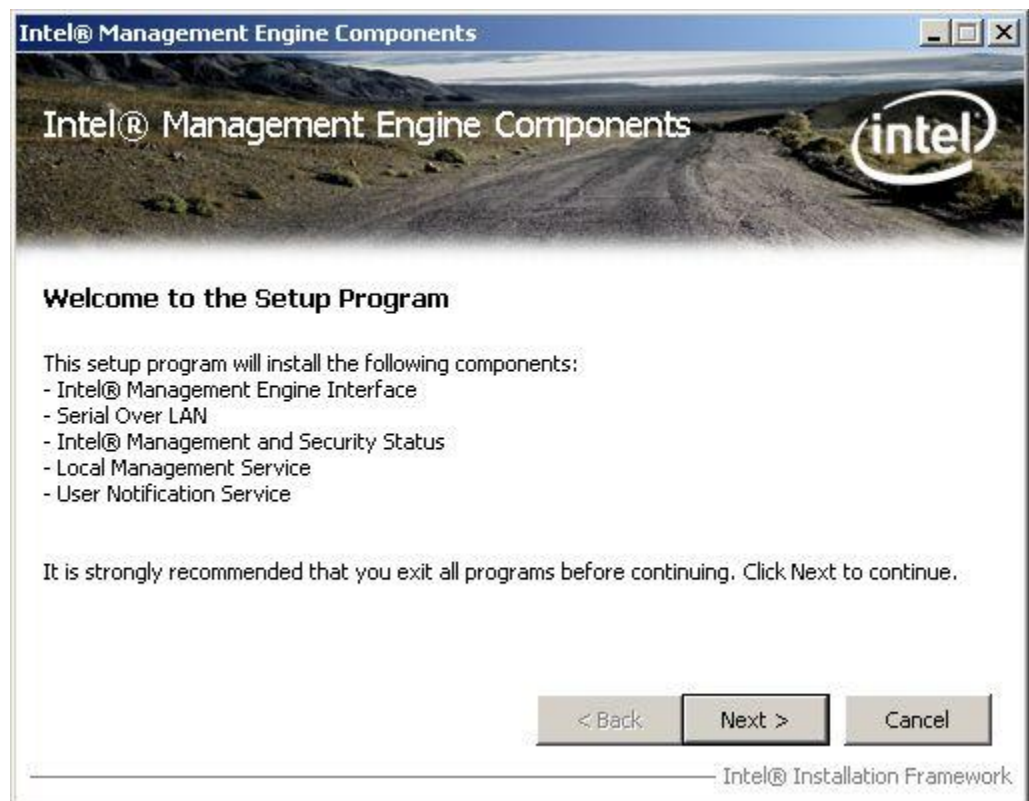 Intel® Management Engine Components
Intel® Management Engine Components
intel
Welcome to the Setup Program
This setup program will install the following components:
- Intel® Management Engine Interface
- Serial Over LAN
- Intel® Management and Security Status
- Local Management Service
- User Notification Service
It is strongly recommended that you exit all programs before continuing. Click Next to continue.
< Back
Next >
Cancel
Intel® Installation Framework